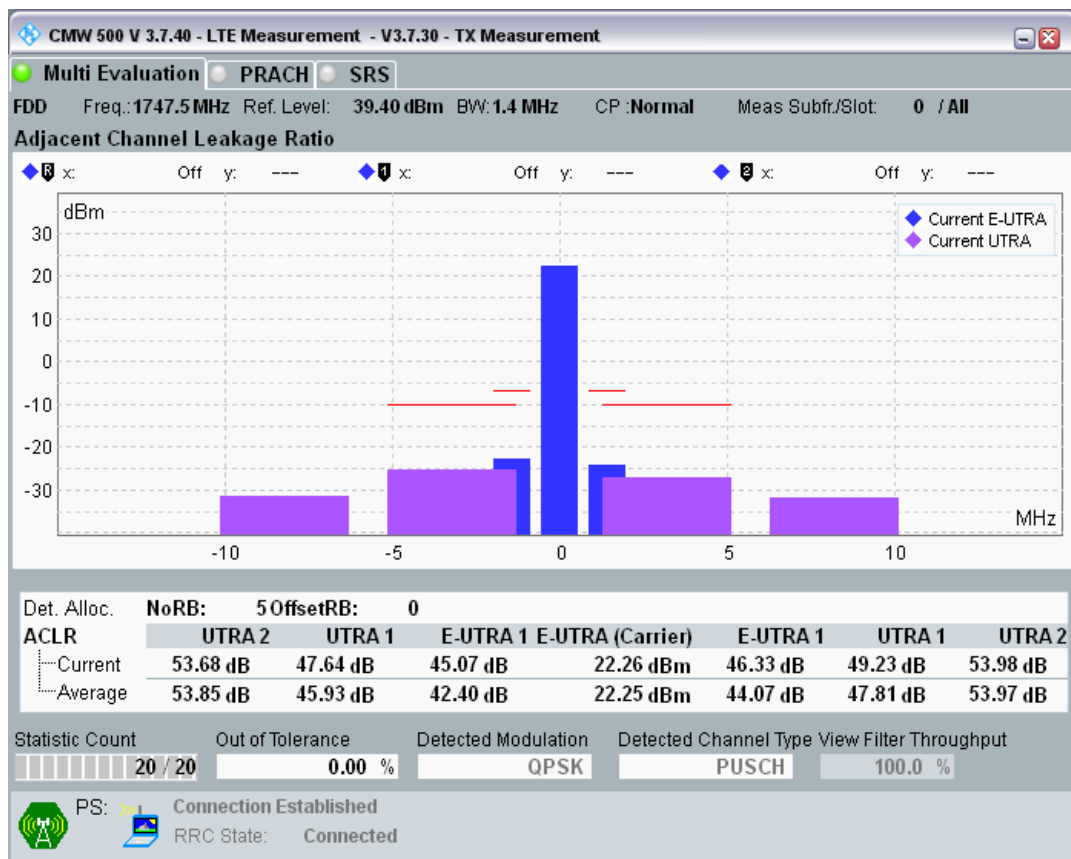 CMW 500 V 3.7.40 - LTE Measurement - V3.7.30 - TX Measurement
Multi Evaluation PRACH SRS
FDD Freq.: 1747.5 MHz Ref. Level: 39.40 dBm BW: 1.4 MHz CP :Normal Meas Subfr./Slot: 0 / All
Adjacent Channel Leakage Ratio
R x: Off y: --- 1 x: Off y: --- 2 x: Off y: ---
dBm
Current E-UTRA
Current UTRA
30
20
10
0
-10
-20
-30
MHz
-10 -5 0 5 10
Det. Alloc. NoRB: 5 OffsetRB: 0
ACLR UTRA 2 UTRA 1 E-UTRA 1 E-UTRA (Carrier) E-UTRA 1 UTRA 1 UTRA 2
Current 53.68 dB 47.64 dB 45.07 dB 22.26 dBm 46.33 dB 49.23 dB 53.98 dB
Average 53.85 dB 45.93 dB 42.40 dB 22.25 dBm 44.07 dB 47.81 dB 53.97 dB
Statistic Count Out of Tolerance Detected Modulation Detected Channel Type View Filter Throughput
20 / 20 0.00 % QPSK PUSCH 100.0 %
PS: Connection Established
RRC State: Connected